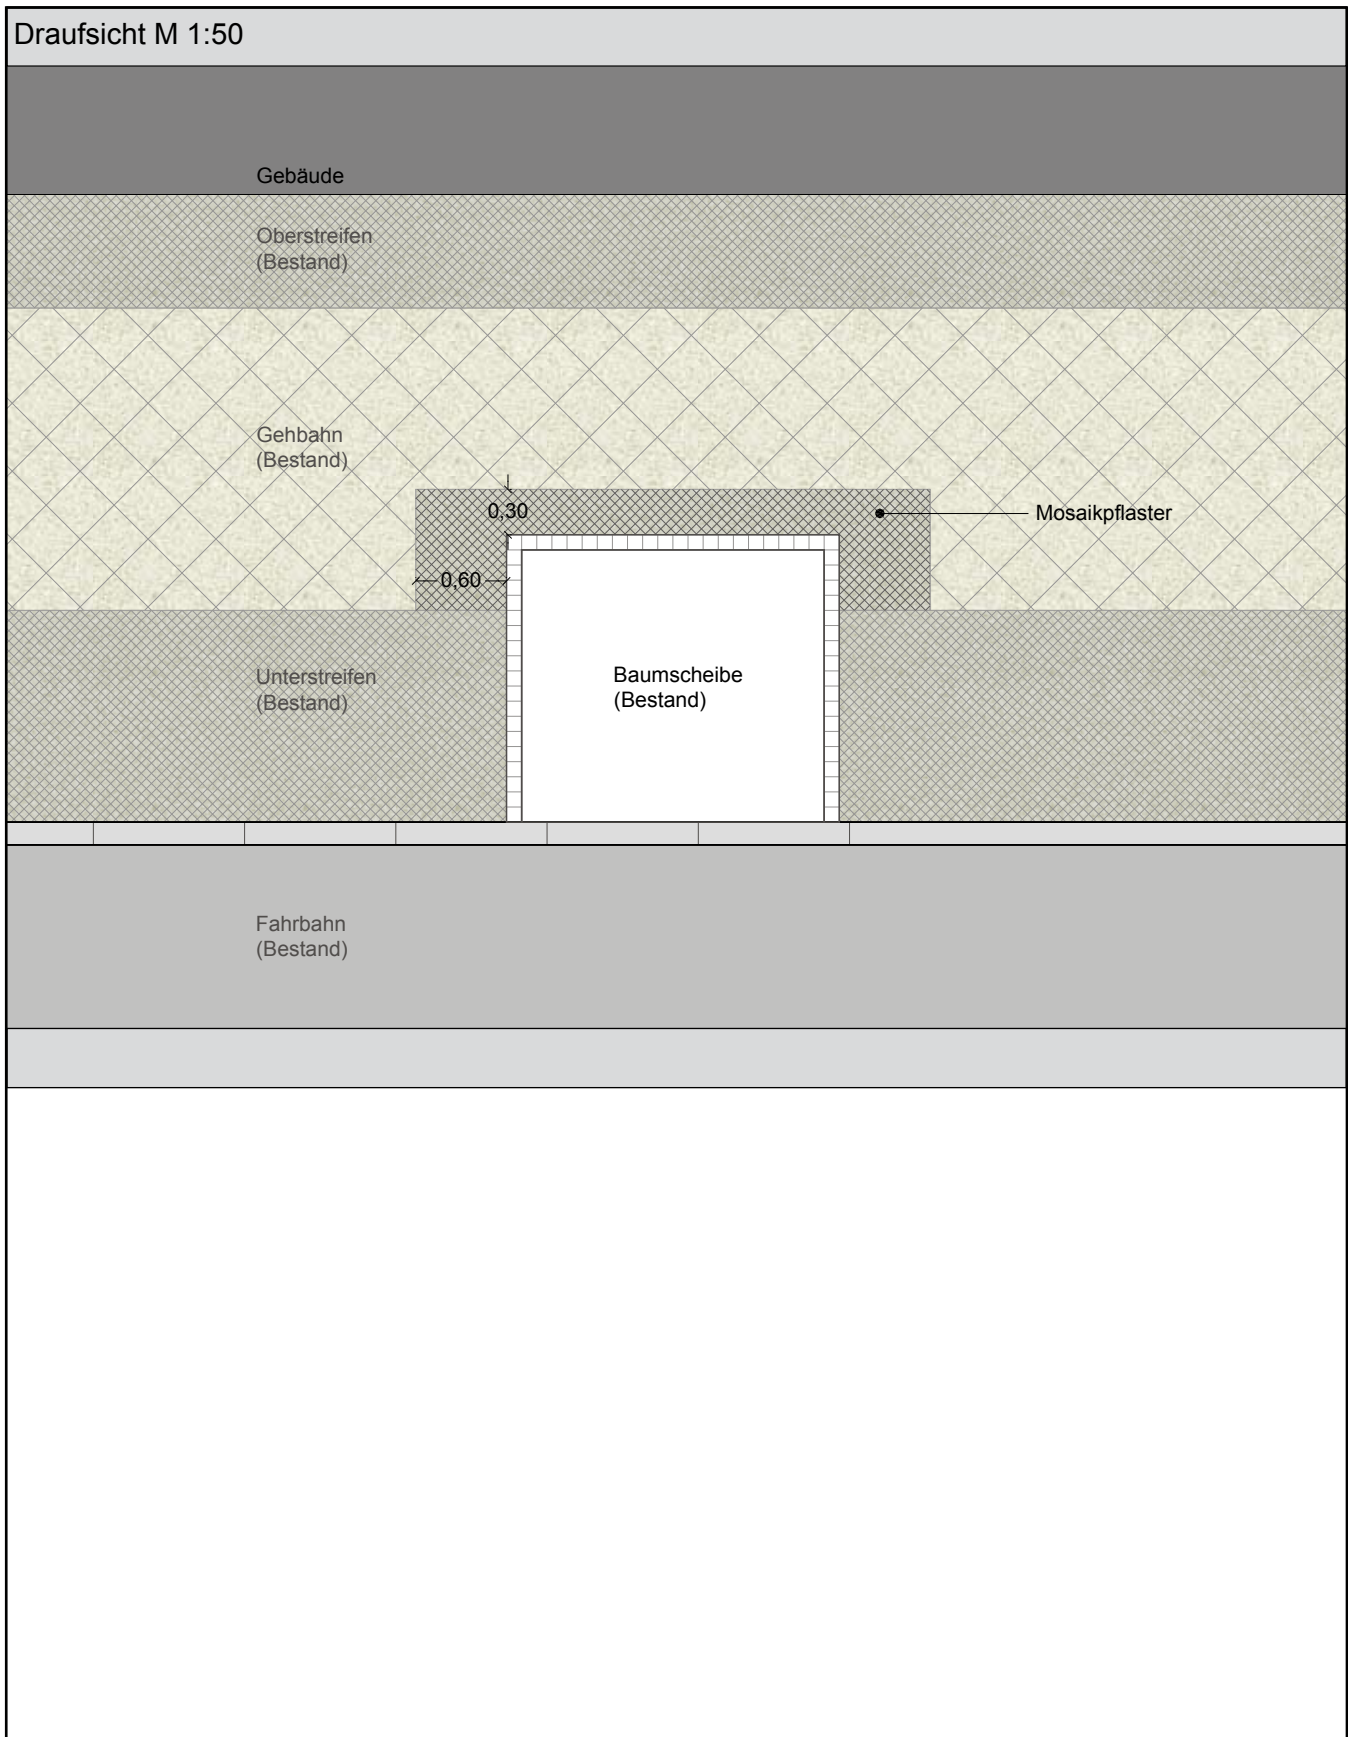 Draufsicht M 1:50
Gebäude
Oberstreifen
(Bestand)
Gehbahn
(Bestand)
0,30
Mosaikpflaster
0,60
Unterstreifen
(Bestand)
Baumscheibe
(Bestand)
Fahrbahn
(Bestand)